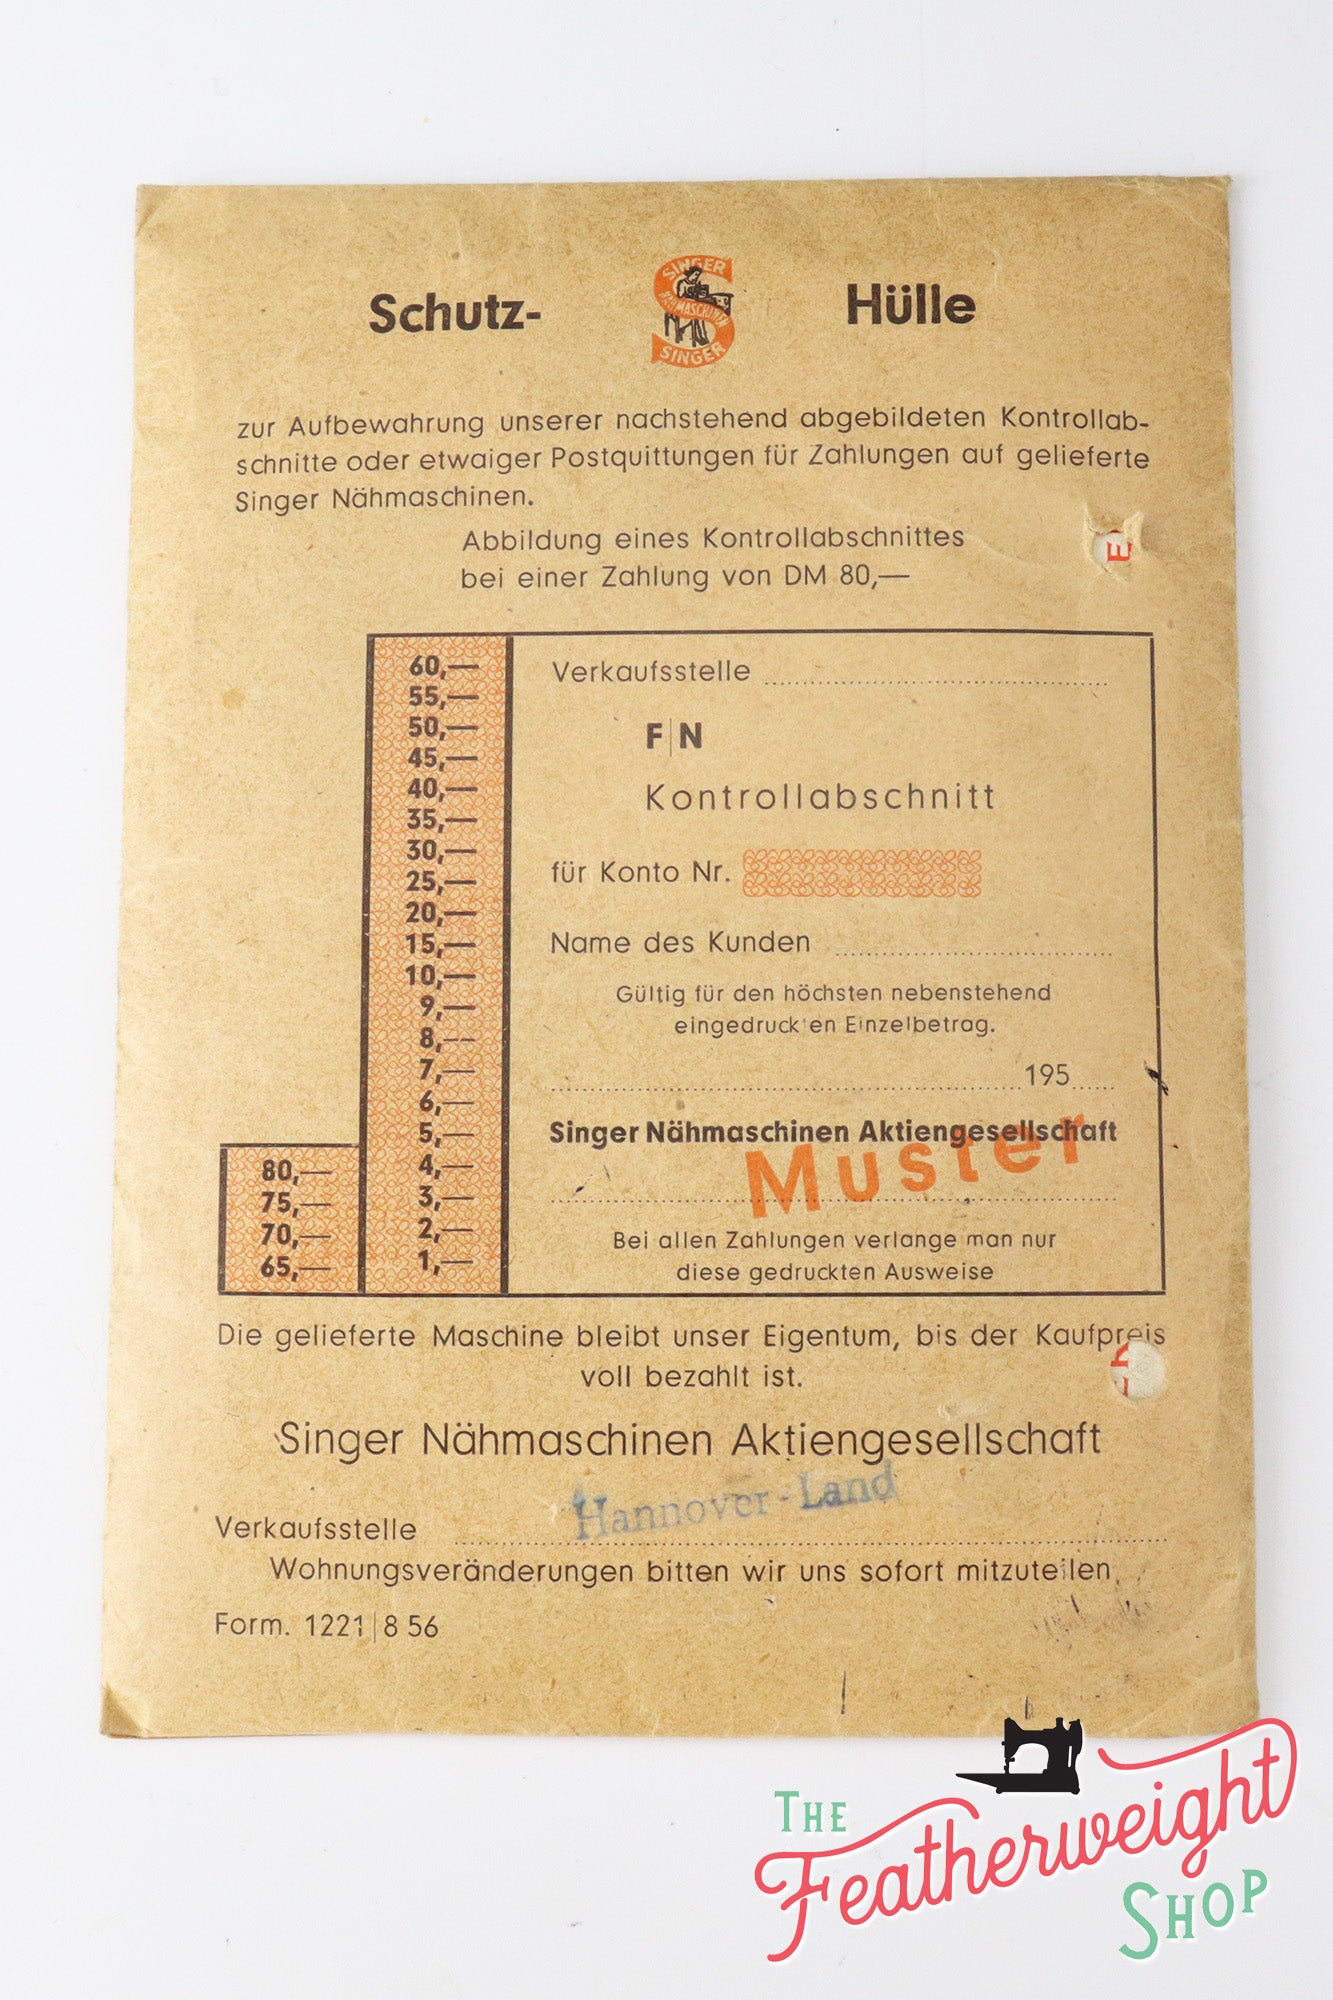 Schutz- Hülle
SINGER
NÄHMASCHINEN
SINGER
zur Aufbewahrung unserer nachstehend abgebildeten Kontrollab-
schnitte oder etwaiger Postquittungen für Zahlungen auf gelieferte
Singer Nähmaschinen.
Abbildung eines Kontrollabschnittes
bei einer Zahlung von DM 80,—
E
60,—
55,—
50,—
45,—
40,—
35,—
30,—
25,—
20,—
15,—
10,—
9,—
8,—
7,—
6,—
5,—
4,—
3,—
2,—
1,—
80,—
75,—
70,—
65,—
Verkaufsstelle
F|N
Kontrollabschnitt
für Konto Nr.
Name des Kunden
Gültig für den höchsten nebenstehend
eingedruckten Einzelbetrag.
195
Singer Nähmaschinen Aktiengesellschaft
Muster
Bei allen Zahlungen verlange man nur
diese gedruckten Ausweise
Die gelieferte Maschine bleibt unser Eigentum, bis der Kaufpreis
voll bezahlt ist.
Singer Nähmaschinen Aktiengesellschaft
Hannover-Land
Verkaufsstelle
Wohnungsveränderungen bitten wir uns sofort mitzuteilen.
Form. 1221|8 56
THE
Featherweight
SHOP